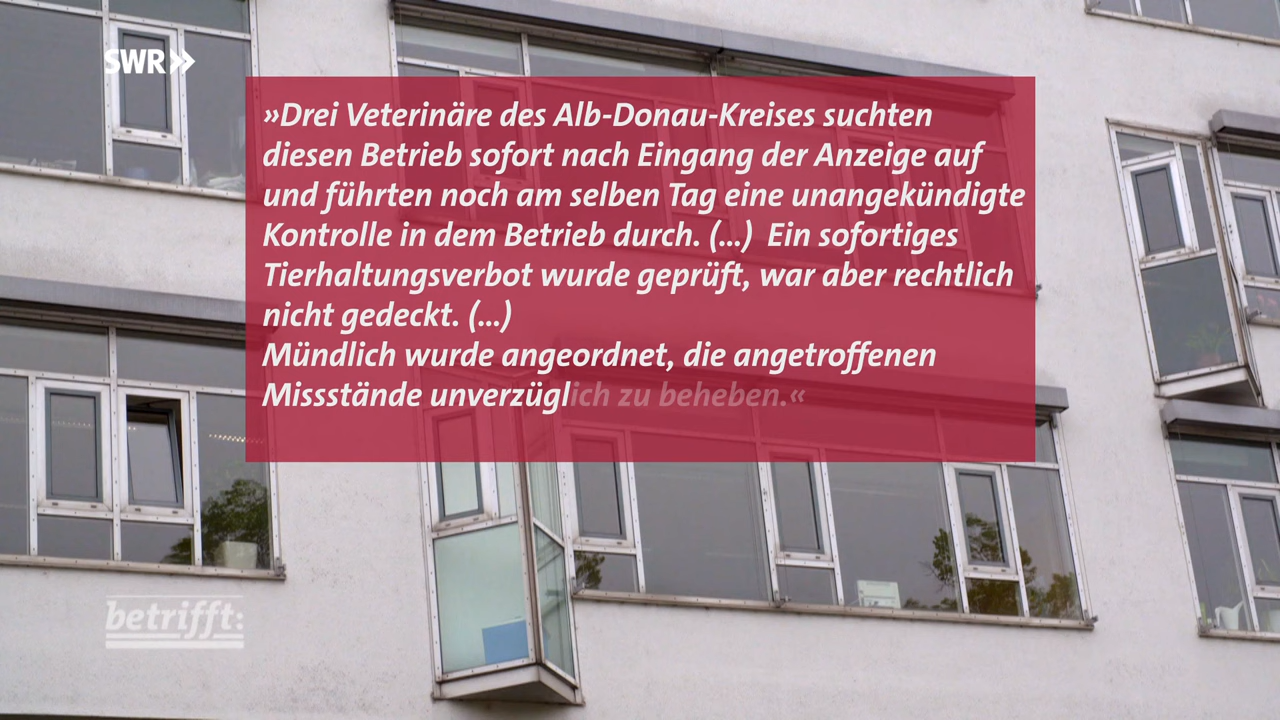 SWR»
»Drei Veterinäre des Alb-Donau-Kreises suchten
diesen Betrieb sofort nach Eingang der Anzeige auf
und führten noch am selben Tag eine unangekündigte
Kontrolle in dem Betrieb durch. (...) Ein sofortiges
Tierhaltungsverbot wurde geprüft, war aber rechtlich
nicht gedeckt. (...)
Mündlich wurde angeordnet, die angetroffenen
Missstände unverzüglich zu beheben.«
betrifft: